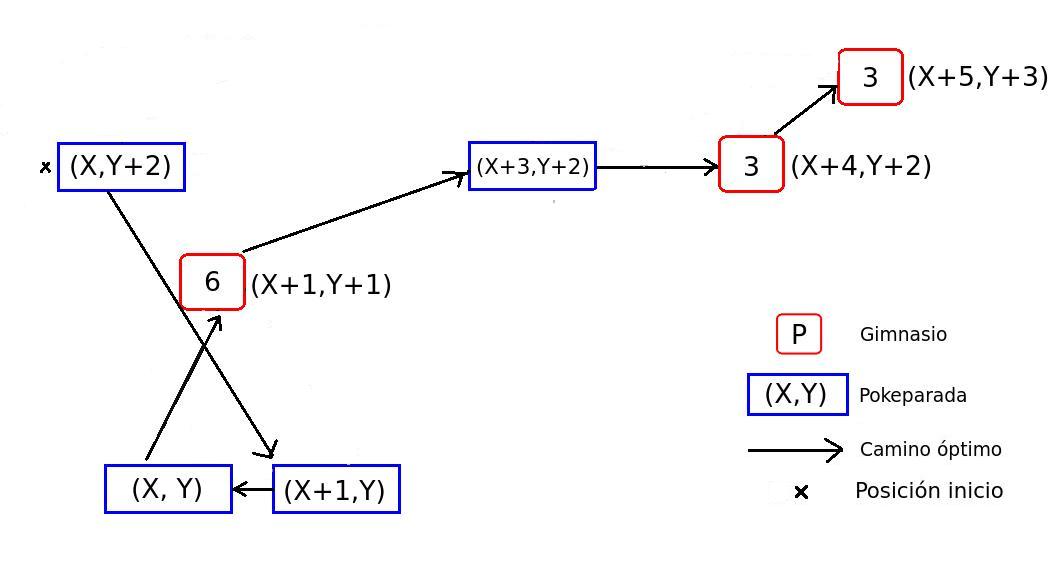 3 (X+5,Y+3)
x (X,Y+2)
(X+3,Y+2)
3 (X+4,Y+2)
6 (X+1,Y+1)
P Gimnasio
(X,Y) Pokeparada
Camino óptimo
x Posición inicio
(X, Y)
(X+1,Y)